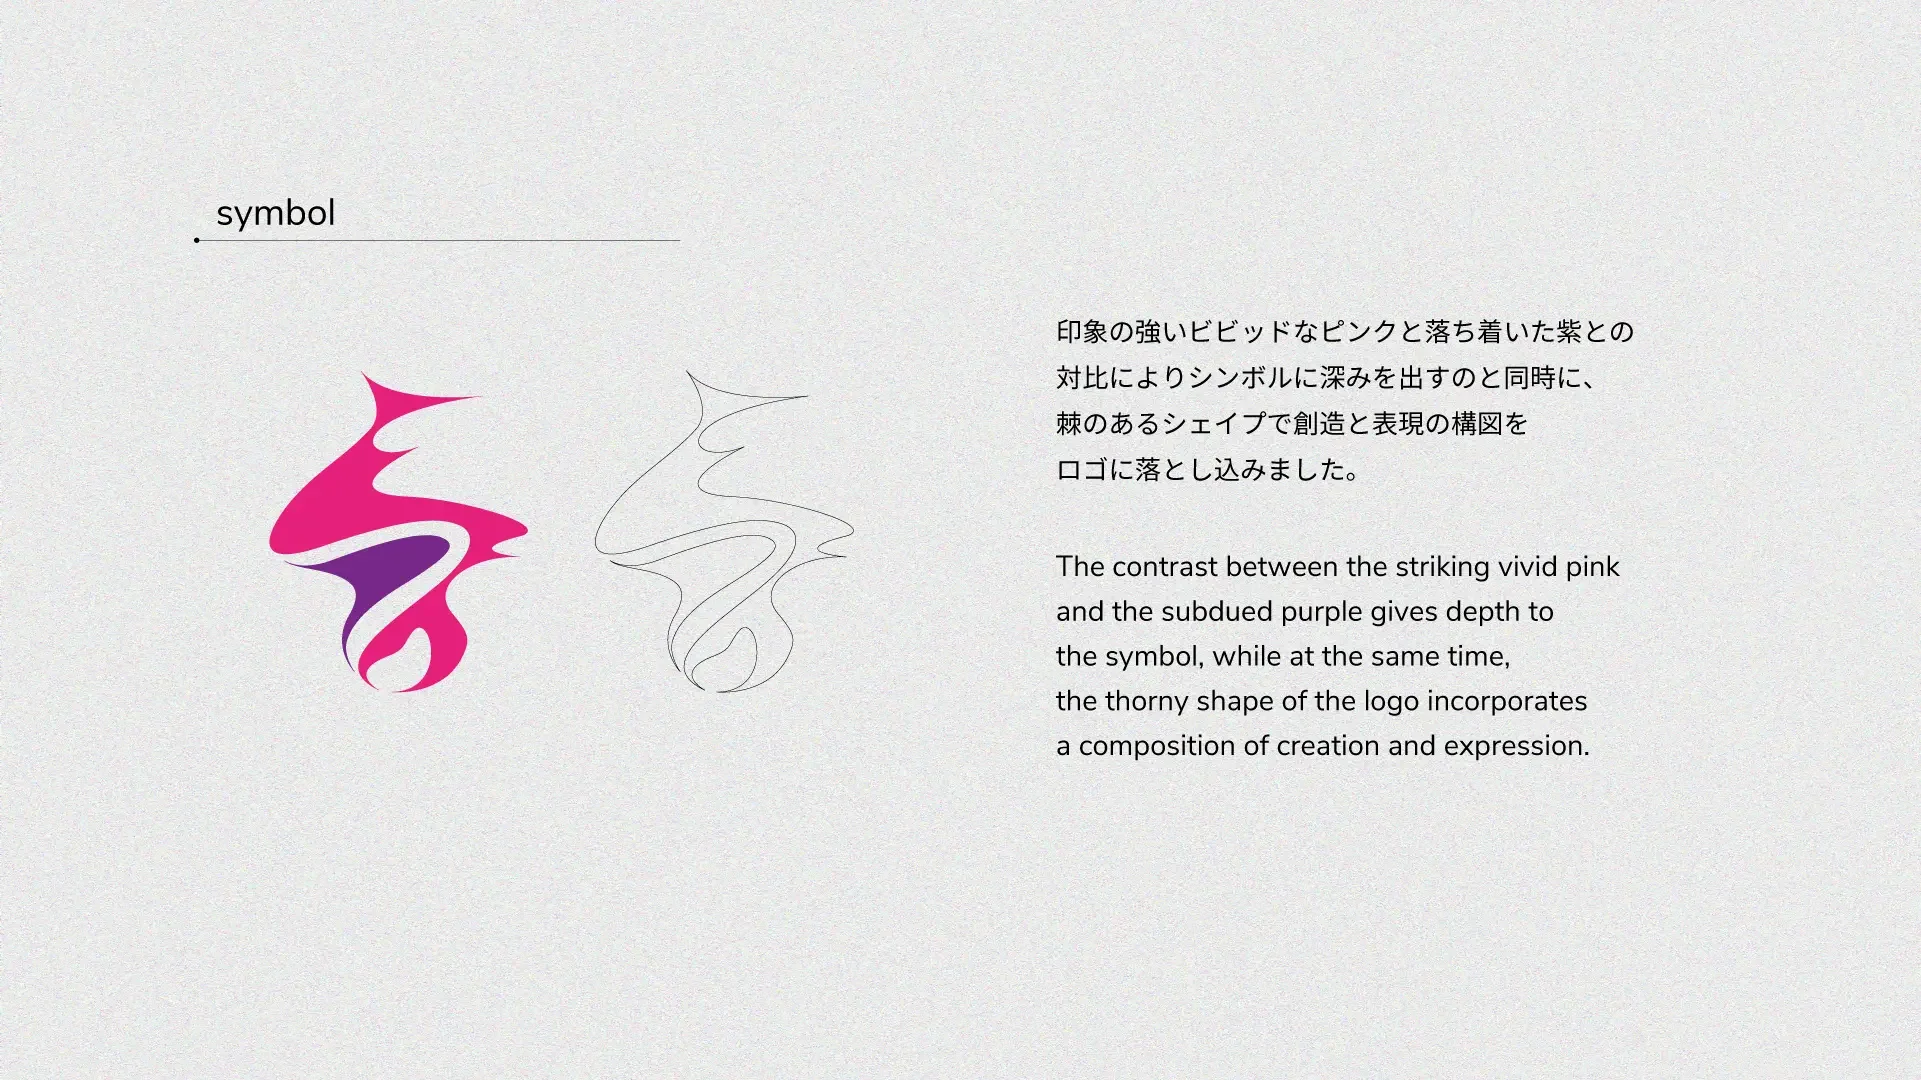 symbol
印象の強いビビッドなピンクと落ち着いた紫との
対比によりシンボルに深みを出すのと同時に、
棘のあるシェイプで創造と表現の構図を
ロゴに落とし込みました。
The contrast between the striking vivid pink
and the subdued purple gives depth to
the symbol, while at the same time,
the thorny shape of the logo incorporates
a composition of creation and expression.